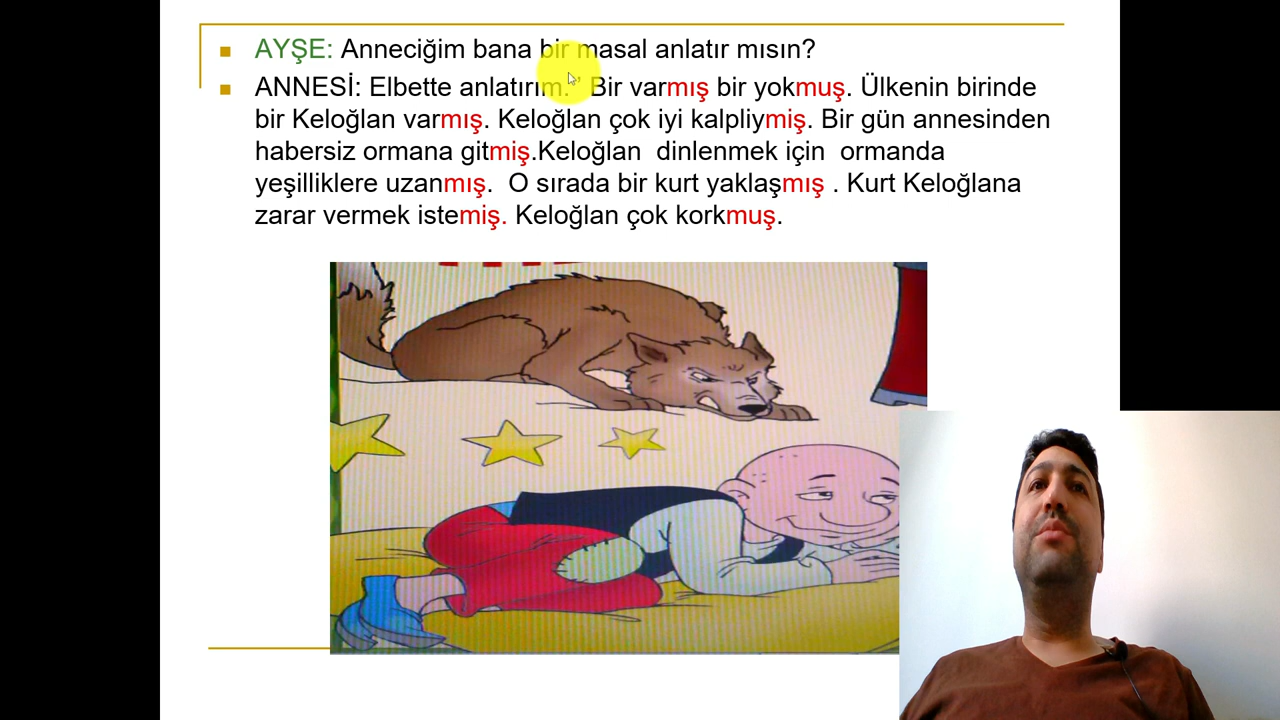 AYŞE: Anneciğim bana bir masal anlatır mısın?
ANNESİ: Elbette anlatırım.’’ Bir varmış bir yokmuş. Ülkenin birinde
bir Keloğlan varmış. Keloğlan çok iyi kalpliymiş. Bir gün annesinden
habersiz ormana gitmiş.Keloğlan dinlenmek için ormanda
yeşilliklere uzanmış. O sırada bir kurt yaklaşmış . Kurt Keloğlana
zarar vermek istemiş. Keloğlan çok korkmuş.